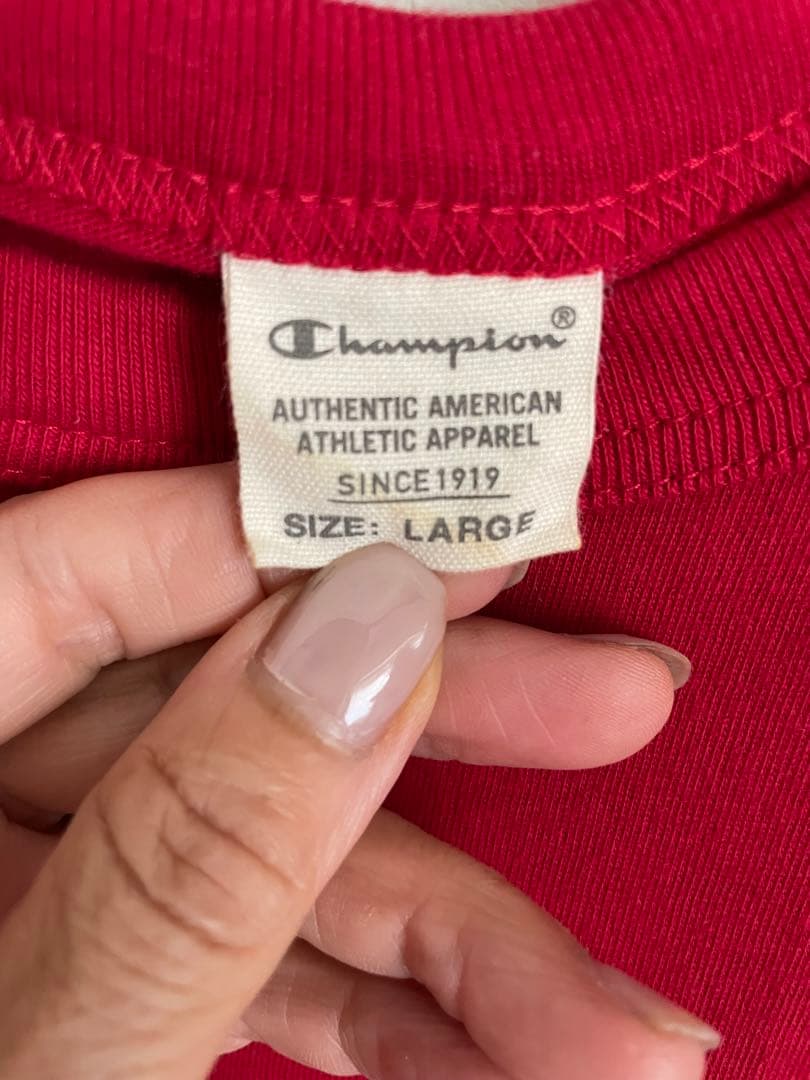 Champion®
AUTHENTIC AMERICAN
ATHLETIC APPAREL
SINCE 1919
SIZE: LARGE